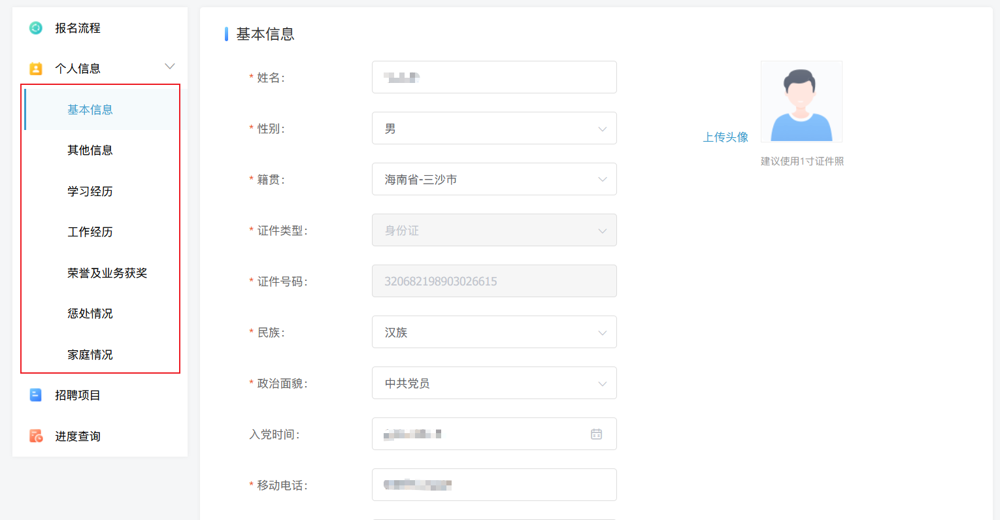 报名流程
个人信息
基本信息
其他信息
学习经历
工作经历
荣誉及业务获奖
惩处情况
家庭情况
招聘项目
进度查询
基本信息
* 姓名:
* 性别: 男
* 籍贯: 海南省-三沙市
* 证件类型: 身份证
* 证件号码: 320682198903026615
* 民族: 汉族
* 政治面貌: 中共党员
入党时间:
* 移动电话:
上传头像
建议使用1寸证件照